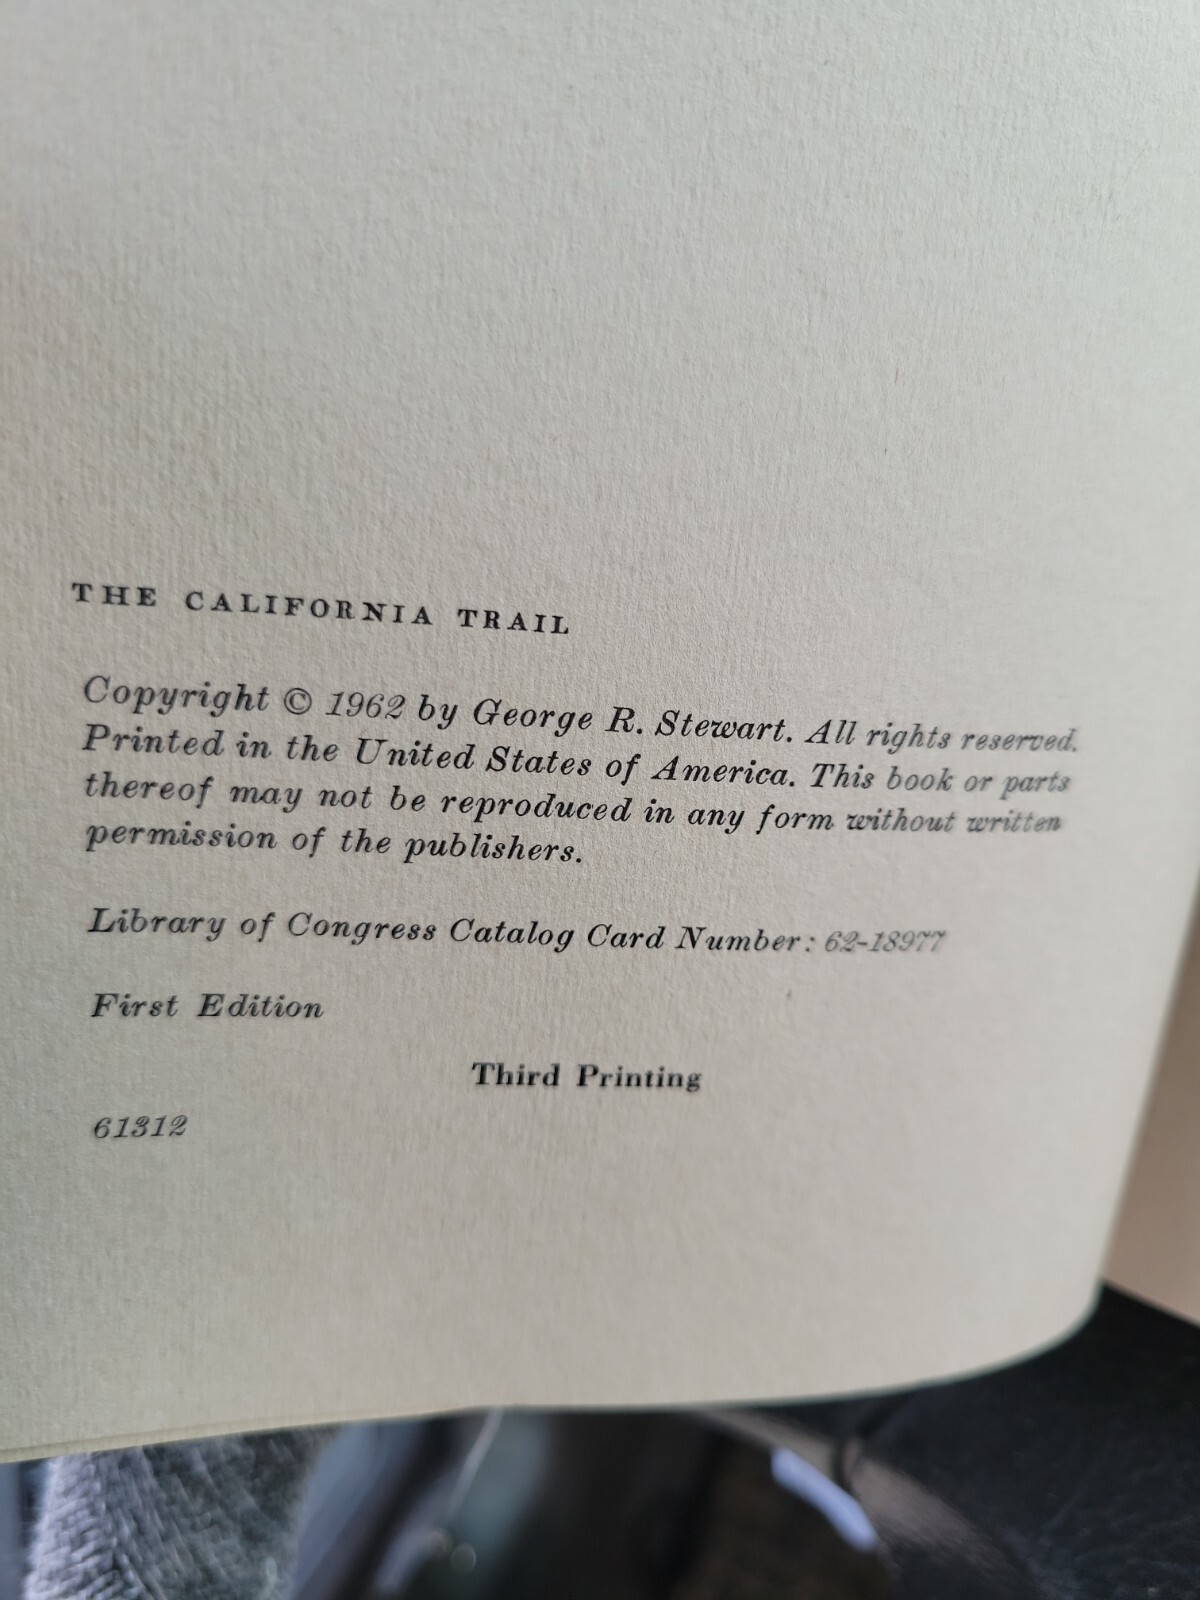 THE CALIFORNIA TRAIL
Copyright © 1962 by George R. Stewart. All rights reserved.
Printed in the United States of America. This book or parts
thereof may not be reproduced in any form without written
permission of the publishers.
Library of Congress Catalog Card Number: 62-18977
First Edition
Third Printing
61312